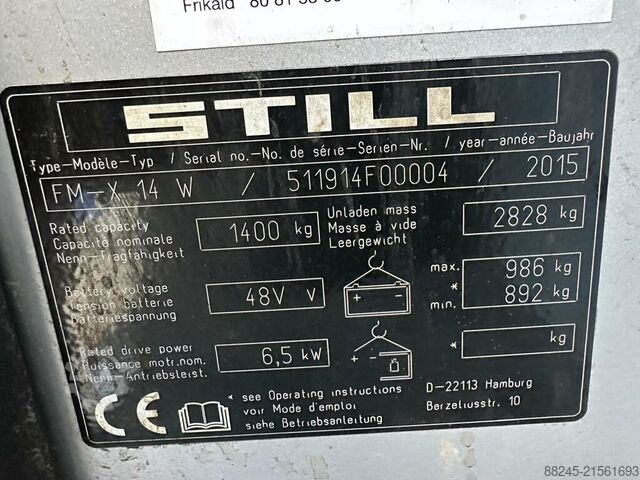 Frikald
STILL
Type-Modèle-Typ / Serial no.-No. de série-Serien-Nr. / year-année-Baujahr
FM-X 14 W / 511914F00004 / 2015
Rated capacity
Capacité nominale
Nenn-Tragfähigkeit
1400 kg
Unladen mass
Masse à vide
Leergewicht
2828 kg
Battery voltage
Tension batterie
Batteriespannung
48V V
+ -
max. 986 kg
*
min. 892 kg
Rated drive power
Puissance motr.nom.
Nenn-Antriebsleist.
6,5 kW
+ -
* kg
CE
* see Operating instructions
voir Mode d'emploi
siehe Betriebsanleitung
D-22113 Hamburg
Berzeliusstr. 10
88245-21561693